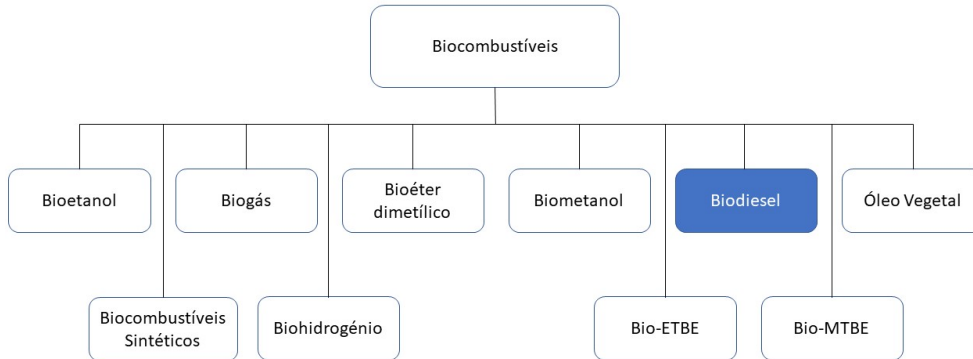 Biocombustíveis
Bioetanol
Biogás
Bioéter
dimetílico
Biometanol
Biodiesel
Óleo Vegetal
Biocombustíveis
Sintéticos
Biohidrogénio
Bio-ETBE
Bio-MTBE